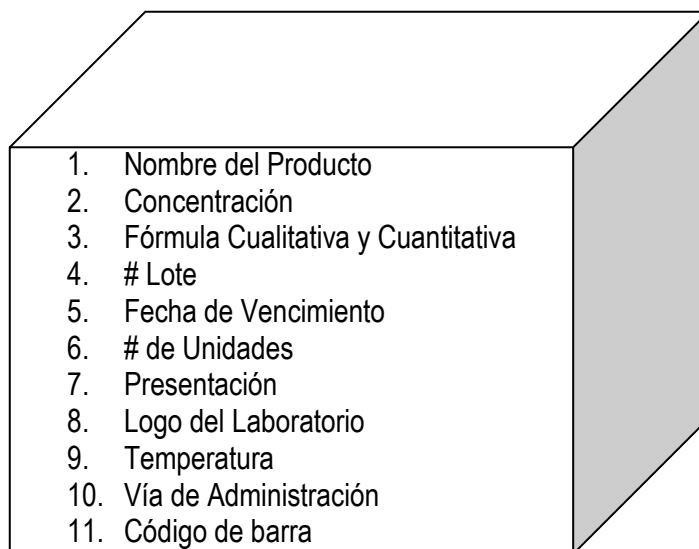 1. Nombre del Producto
2. Concentración
3. Fórmula Cualitativa y Cuantitativa
4. # Lote
5. Fecha de Vencimiento
6. # de Unidades
7. Presentación
8. Logo del Laboratorio
9. Temperatura
10. Vía de Administración
11. Código de barra